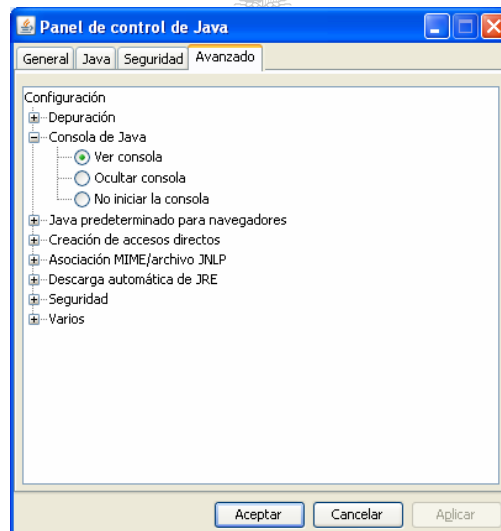 Panel de control de Java
General Java Seguridad Avanzado
Configuración
Depuración
Consola de Java
Ver consola
Ocultar consola
No iniciar la consola
Java predeterminado para navegadores
Creación de accesos directos
Asociación MIME/archivo JNLP
Descarga automática de JRE
Seguridad
Varios
Aceptar Cancelar Aplicar